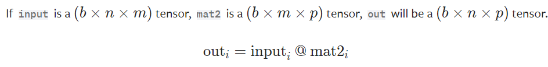 If input is a (b × n × m) tensor, mat2 is a (b × m × p) tensor, out will be a (b × n × p) tensor.
outᵢ = inputᵢ @ mat2ᵢ